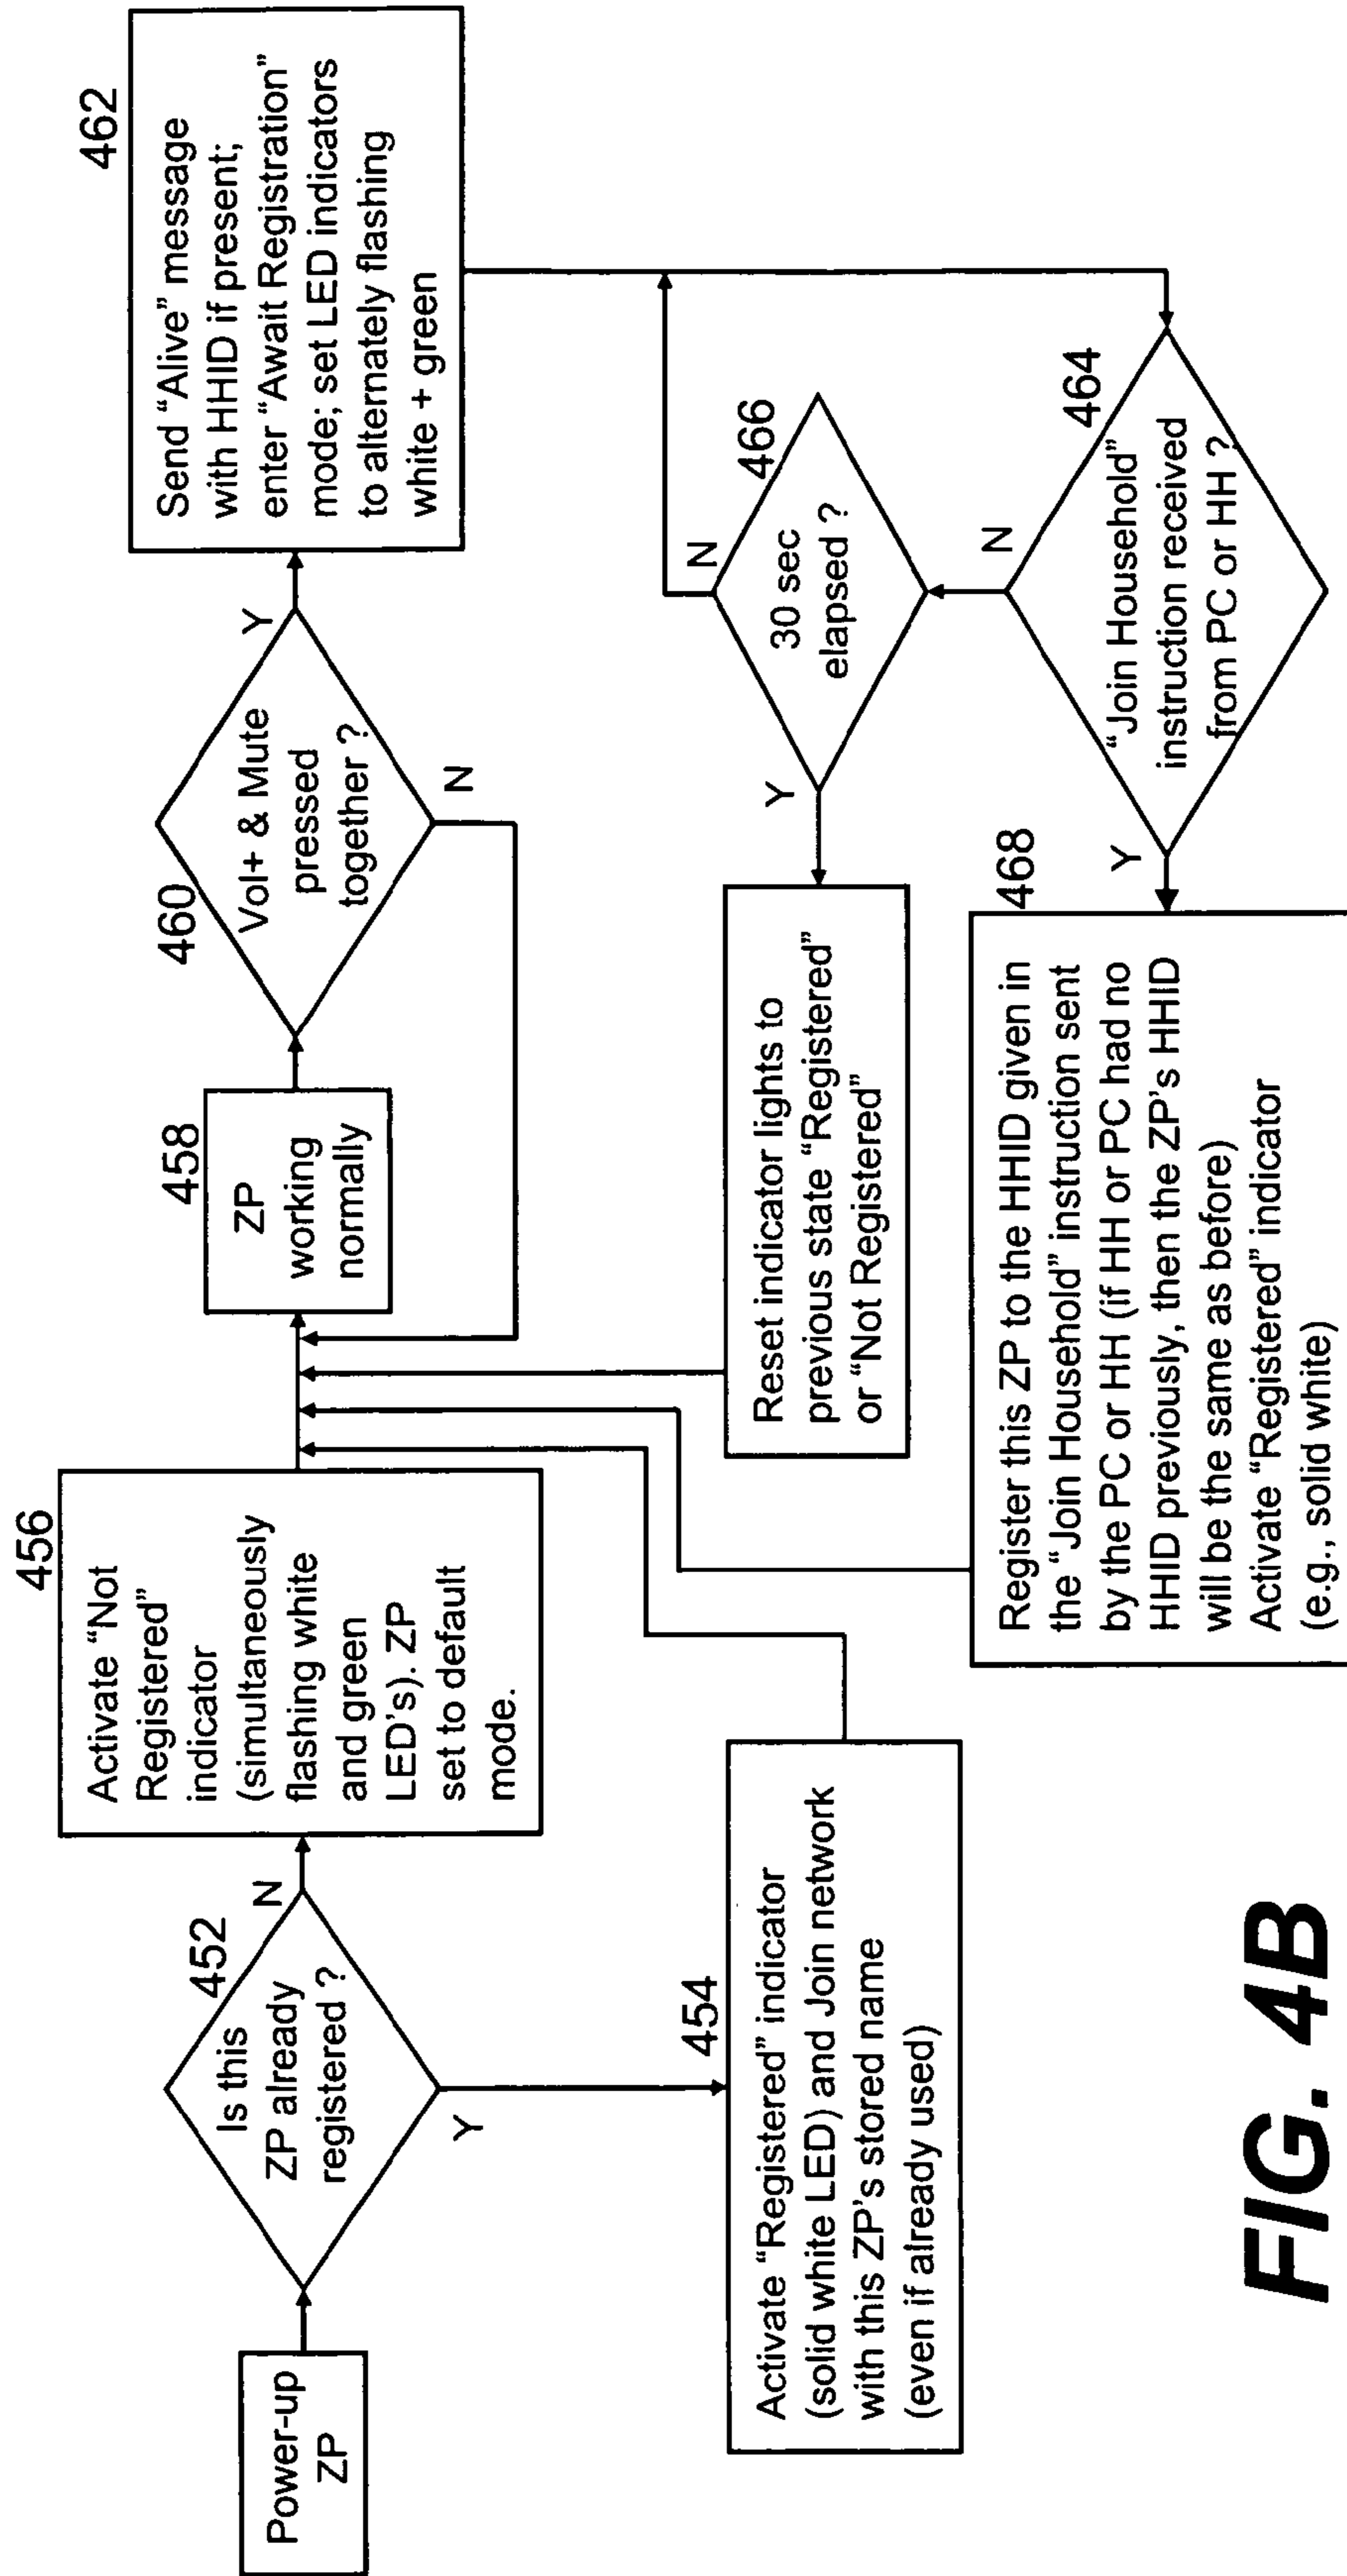 Power-up
ZP
452
Is this
ZP already
registered ?
N
Y
454
Activate “Registered” indicator
(solid white LED) and Join network
with this ZP’s stored name
(even if already used)
456
Activate “Not
Registered”
indicator
(simultaneously
flashing white
and green
LED’s). ZP
set to default
mode.
458
ZP
working
normally
460
Vol+ & Mute
pressed
together ?
Y
N
462
Send “Alive” message
with HHID if present;
enter “Await Registration”
mode; set LED indicators
to alternately flashing
white + green
464
“Join Household”
instruction received
from PC or HH ?
N
Y
466
30 sec
elapsed ?
N
Y
Reset indicator lights to
previous state “Registered”
or “Not Registered”
468
Register this ZP to the HHID given in
the “Join Household” instruction sent
by the PC or HH (if HH or PC had no
HHID previously, then the ZP’s HHID
will be the same as before)
Activate “Registered” indicator
(e.g., solid white)
FIG. 4B